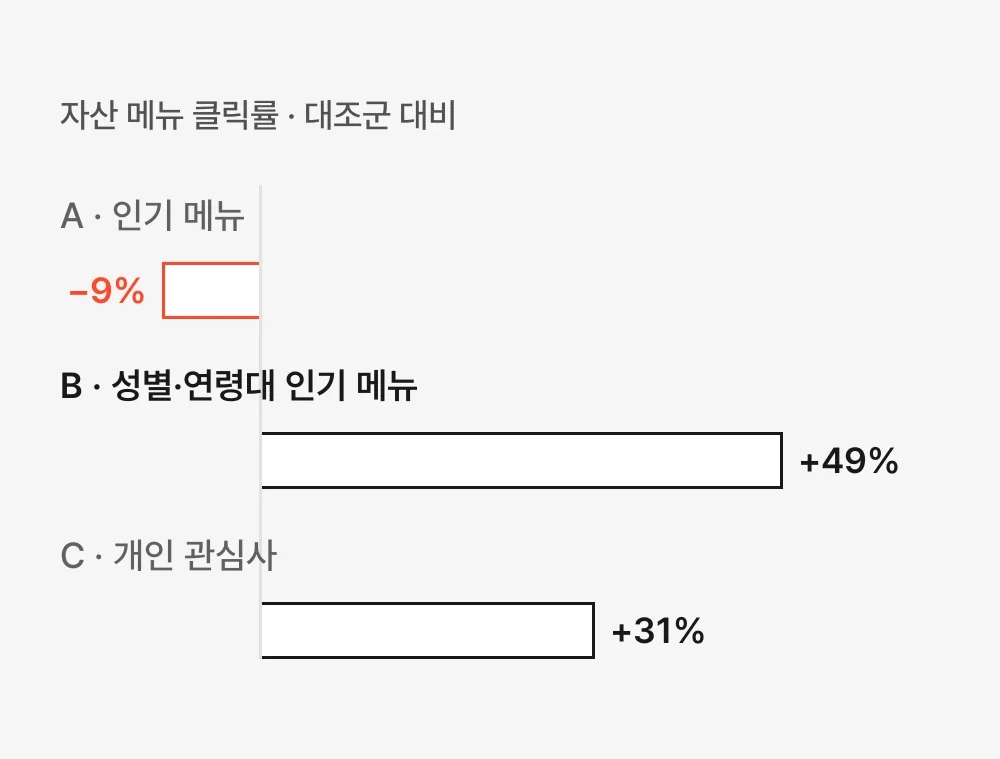 자산 메뉴 클릭률 · 대조군 대비
A · 인기 메뉴
−9%
B · 성별·연령대 인기 메뉴
+49%
C · 개인 관심사
+31%